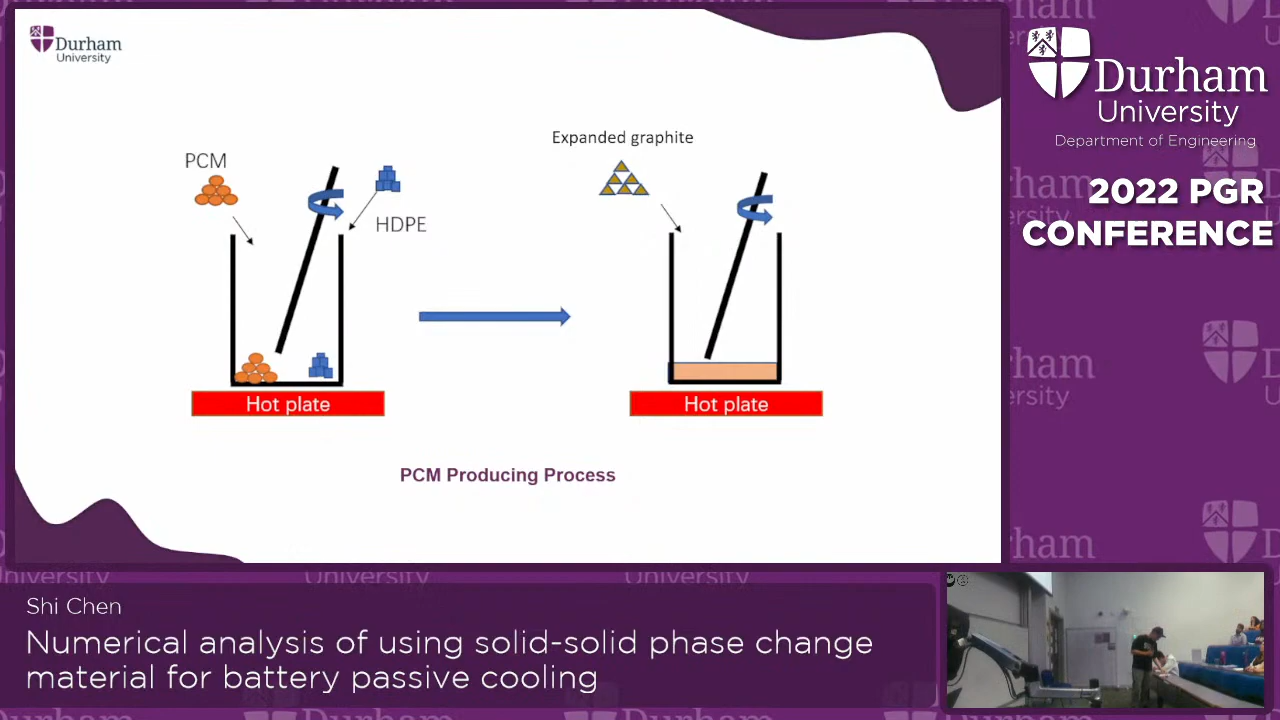 Durham
University
PCM
HDPE
Hot plate
Expanded graphite
Hot plate
PCM Producing Process
Durham
University
Department of Engineering
2022 PGR
CONFERENCE
Shi Chen
Numerical analysis of using solid-solid phase change
material for battery passive cooling